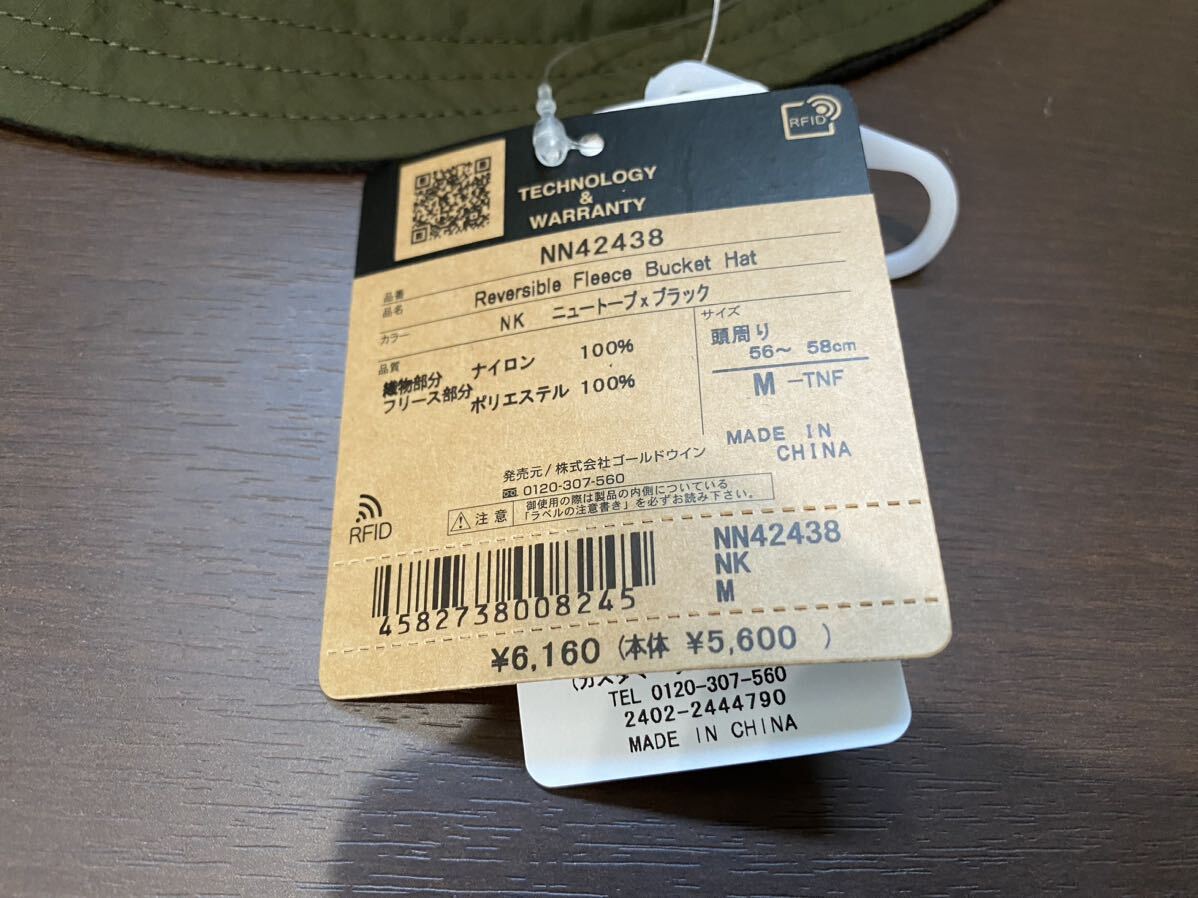 RFID
TECHNOLOGY
&
WARRANTY
品番 NN42438
品名 Reversible Fleece Bucket Hat
カラー NK ニュートープxブラック
品質
織物部分 ナイロン 100%
フリース部分 ポリエステル 100%
サイズ
頭周り
56〜 58cm
M -TNF
MADE IN
CHINA
発売元/株式会社ゴールドウイン
0120-307-560
注意
御使用の際は製品の内側についている
「ラベルの注意書き」を必ずお読み下さい。
RFID
4582738008245
NN42438
NK
M
¥6,160 (本体 ¥5,600 )
TEL 0120-307-560
2402-2444790
MADE IN CHINA